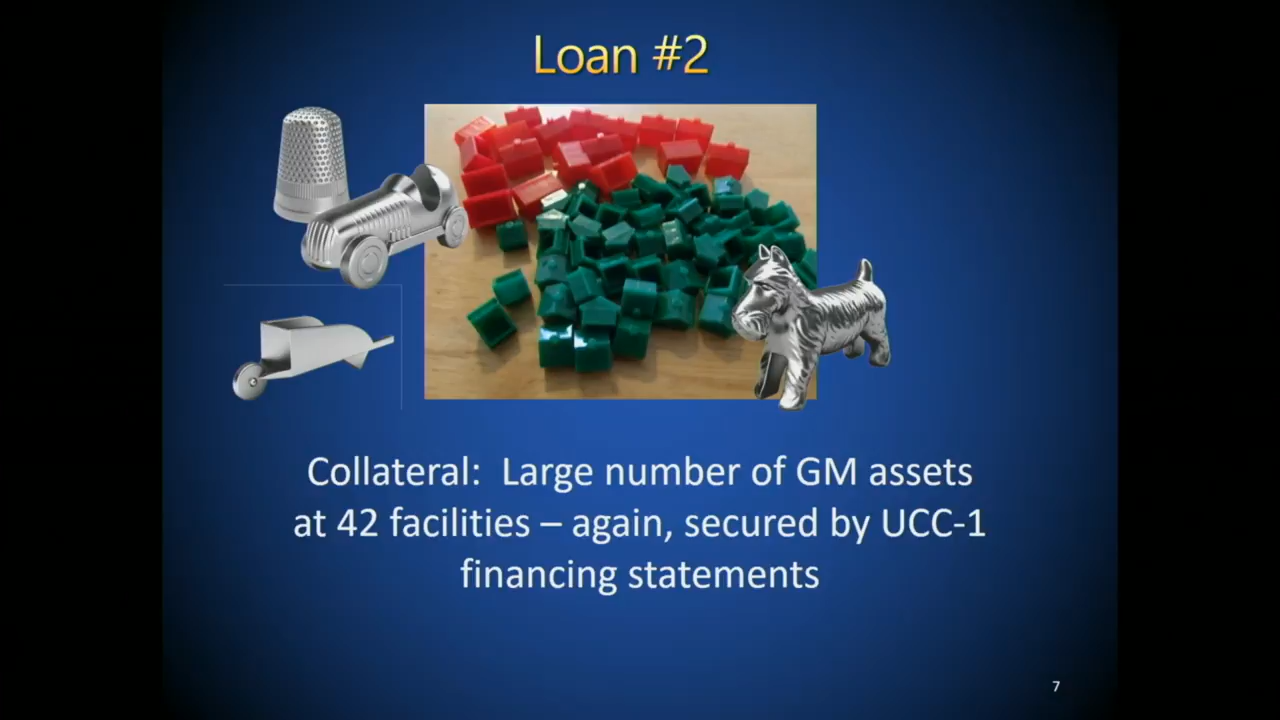 Loan #2
Collateral:  Large number of GM assets
at 42 facilities – again, secured by UCC-1
financing statements
7